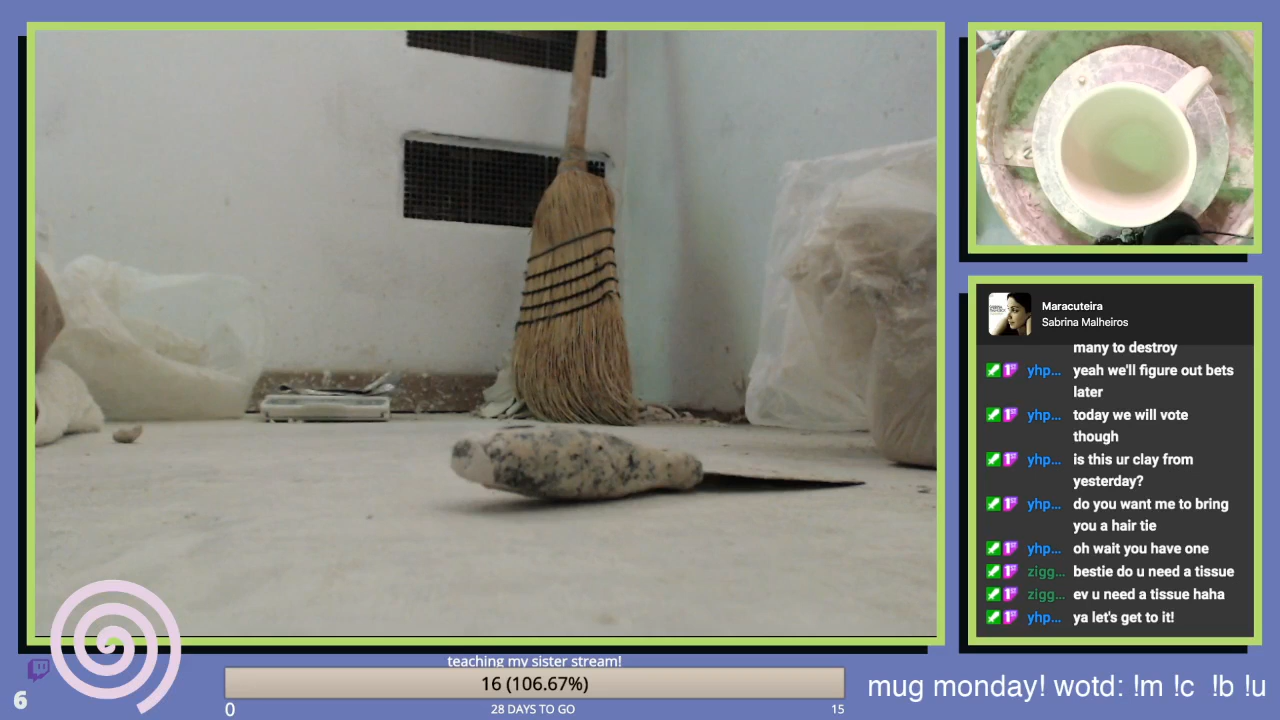 Maracuteira
Sabrina Malheiros
many to destroy
yhp... yeah we'll figure out bets
later
yhp... today we will vote
though
yhp... is this ur clay from
yesterday?
yhp... do you want me to bring
you a hair tie
yhp... oh wait you have one
zigg... bestie do u need a tissue
zigg... ev u need a tissue haha
yhp... ya let's get to it!
teaching my sister stream!
16 (106.67%)
0
28 DAYS TO GO
15
6
mug monday! wotd: !m !c !b !u